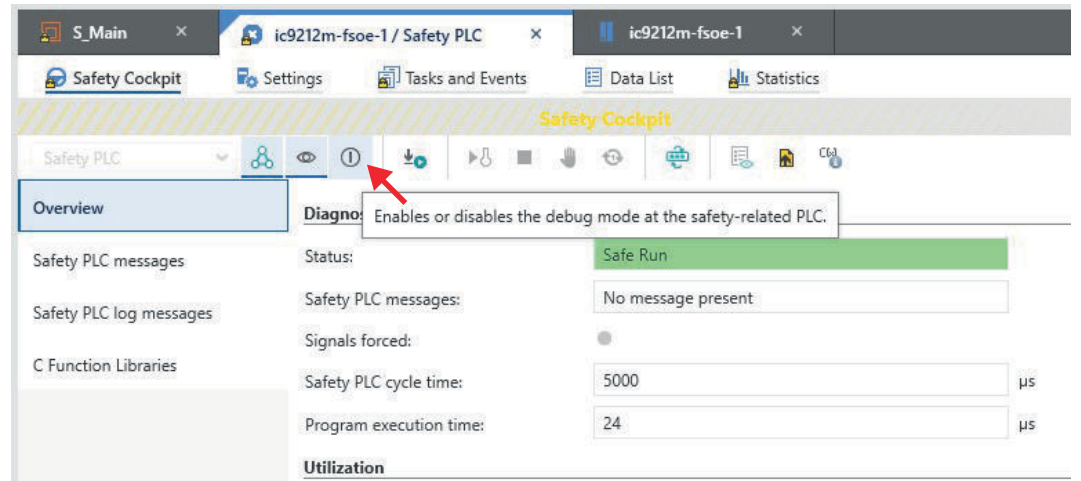 S_Main
ic9212m-fsoe-1 / Safety PLC
ic9212m-fsoe-1
Safety Cockpit
Settings
Tasks and Events
Data List
Statistics
Safety Cockpit
Safety PLC
Overview
Safety PLC messages
Safety PLC log messages
C Function Libraries
Diagnos
Enables or disables the debug mode at the safety-related PLC.
Status:
Safe Run
Safety PLC messages:
No message present
Signals forced:
Safety PLC cycle time:
5000
µs
Program execution time:
24
µs
Utilization